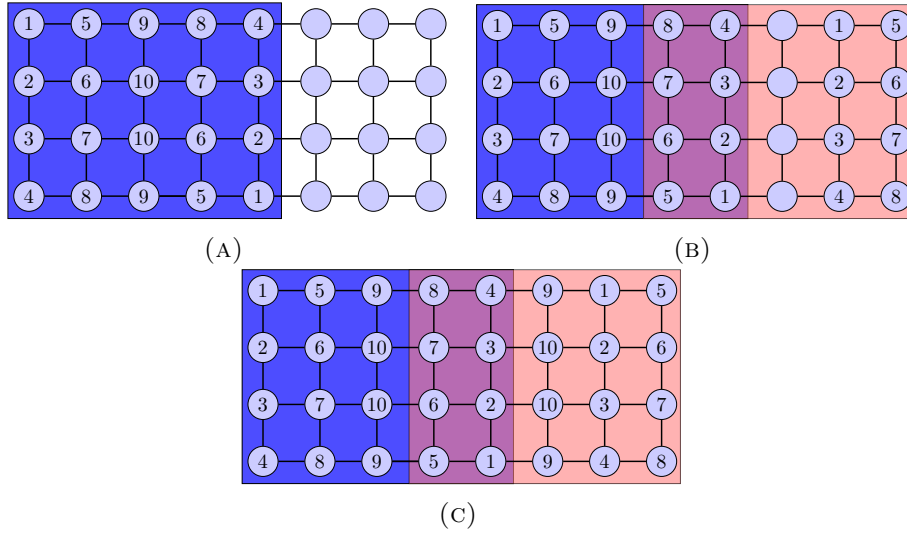 1 5 9 8 4
2 6 10 7 3
3 7 10 6 2
4 8 9 5 1
(A)
1 5 9 8 4 1 5
2 6 10 7 3 2 6
3 7 10 6 2 3 7
4 8 9 5 1 4 8
(B)
1 5 9 8 4 9 1 5
2 6 10 7 3 10 2 6
3 7 10 6 2 10 3 7
4 8 9 5 1 9 4 8
(C)